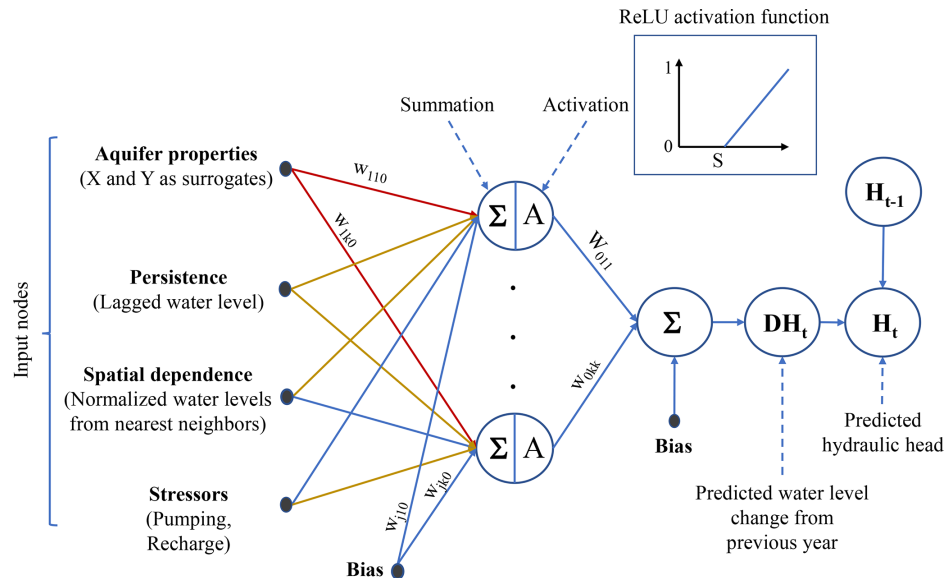 ReLU activation function
1
0
S
Summation
Activation
Input nodes
Aquifer properties
(X and Y as surrogates)
Persistence
(Lagged water level)
Spatial dependence
(Normalized water levels
from nearest neighbors)
Stressors
(Pumping,
Recharge)
Bias
w110
w1k0
wj10
wjk0
Σ A
Σ A
W011
w0kk
Σ
Bias
DHt
Ht-1
Ht
Predicted
hydraulic head
Predicted water level
change from
previous year